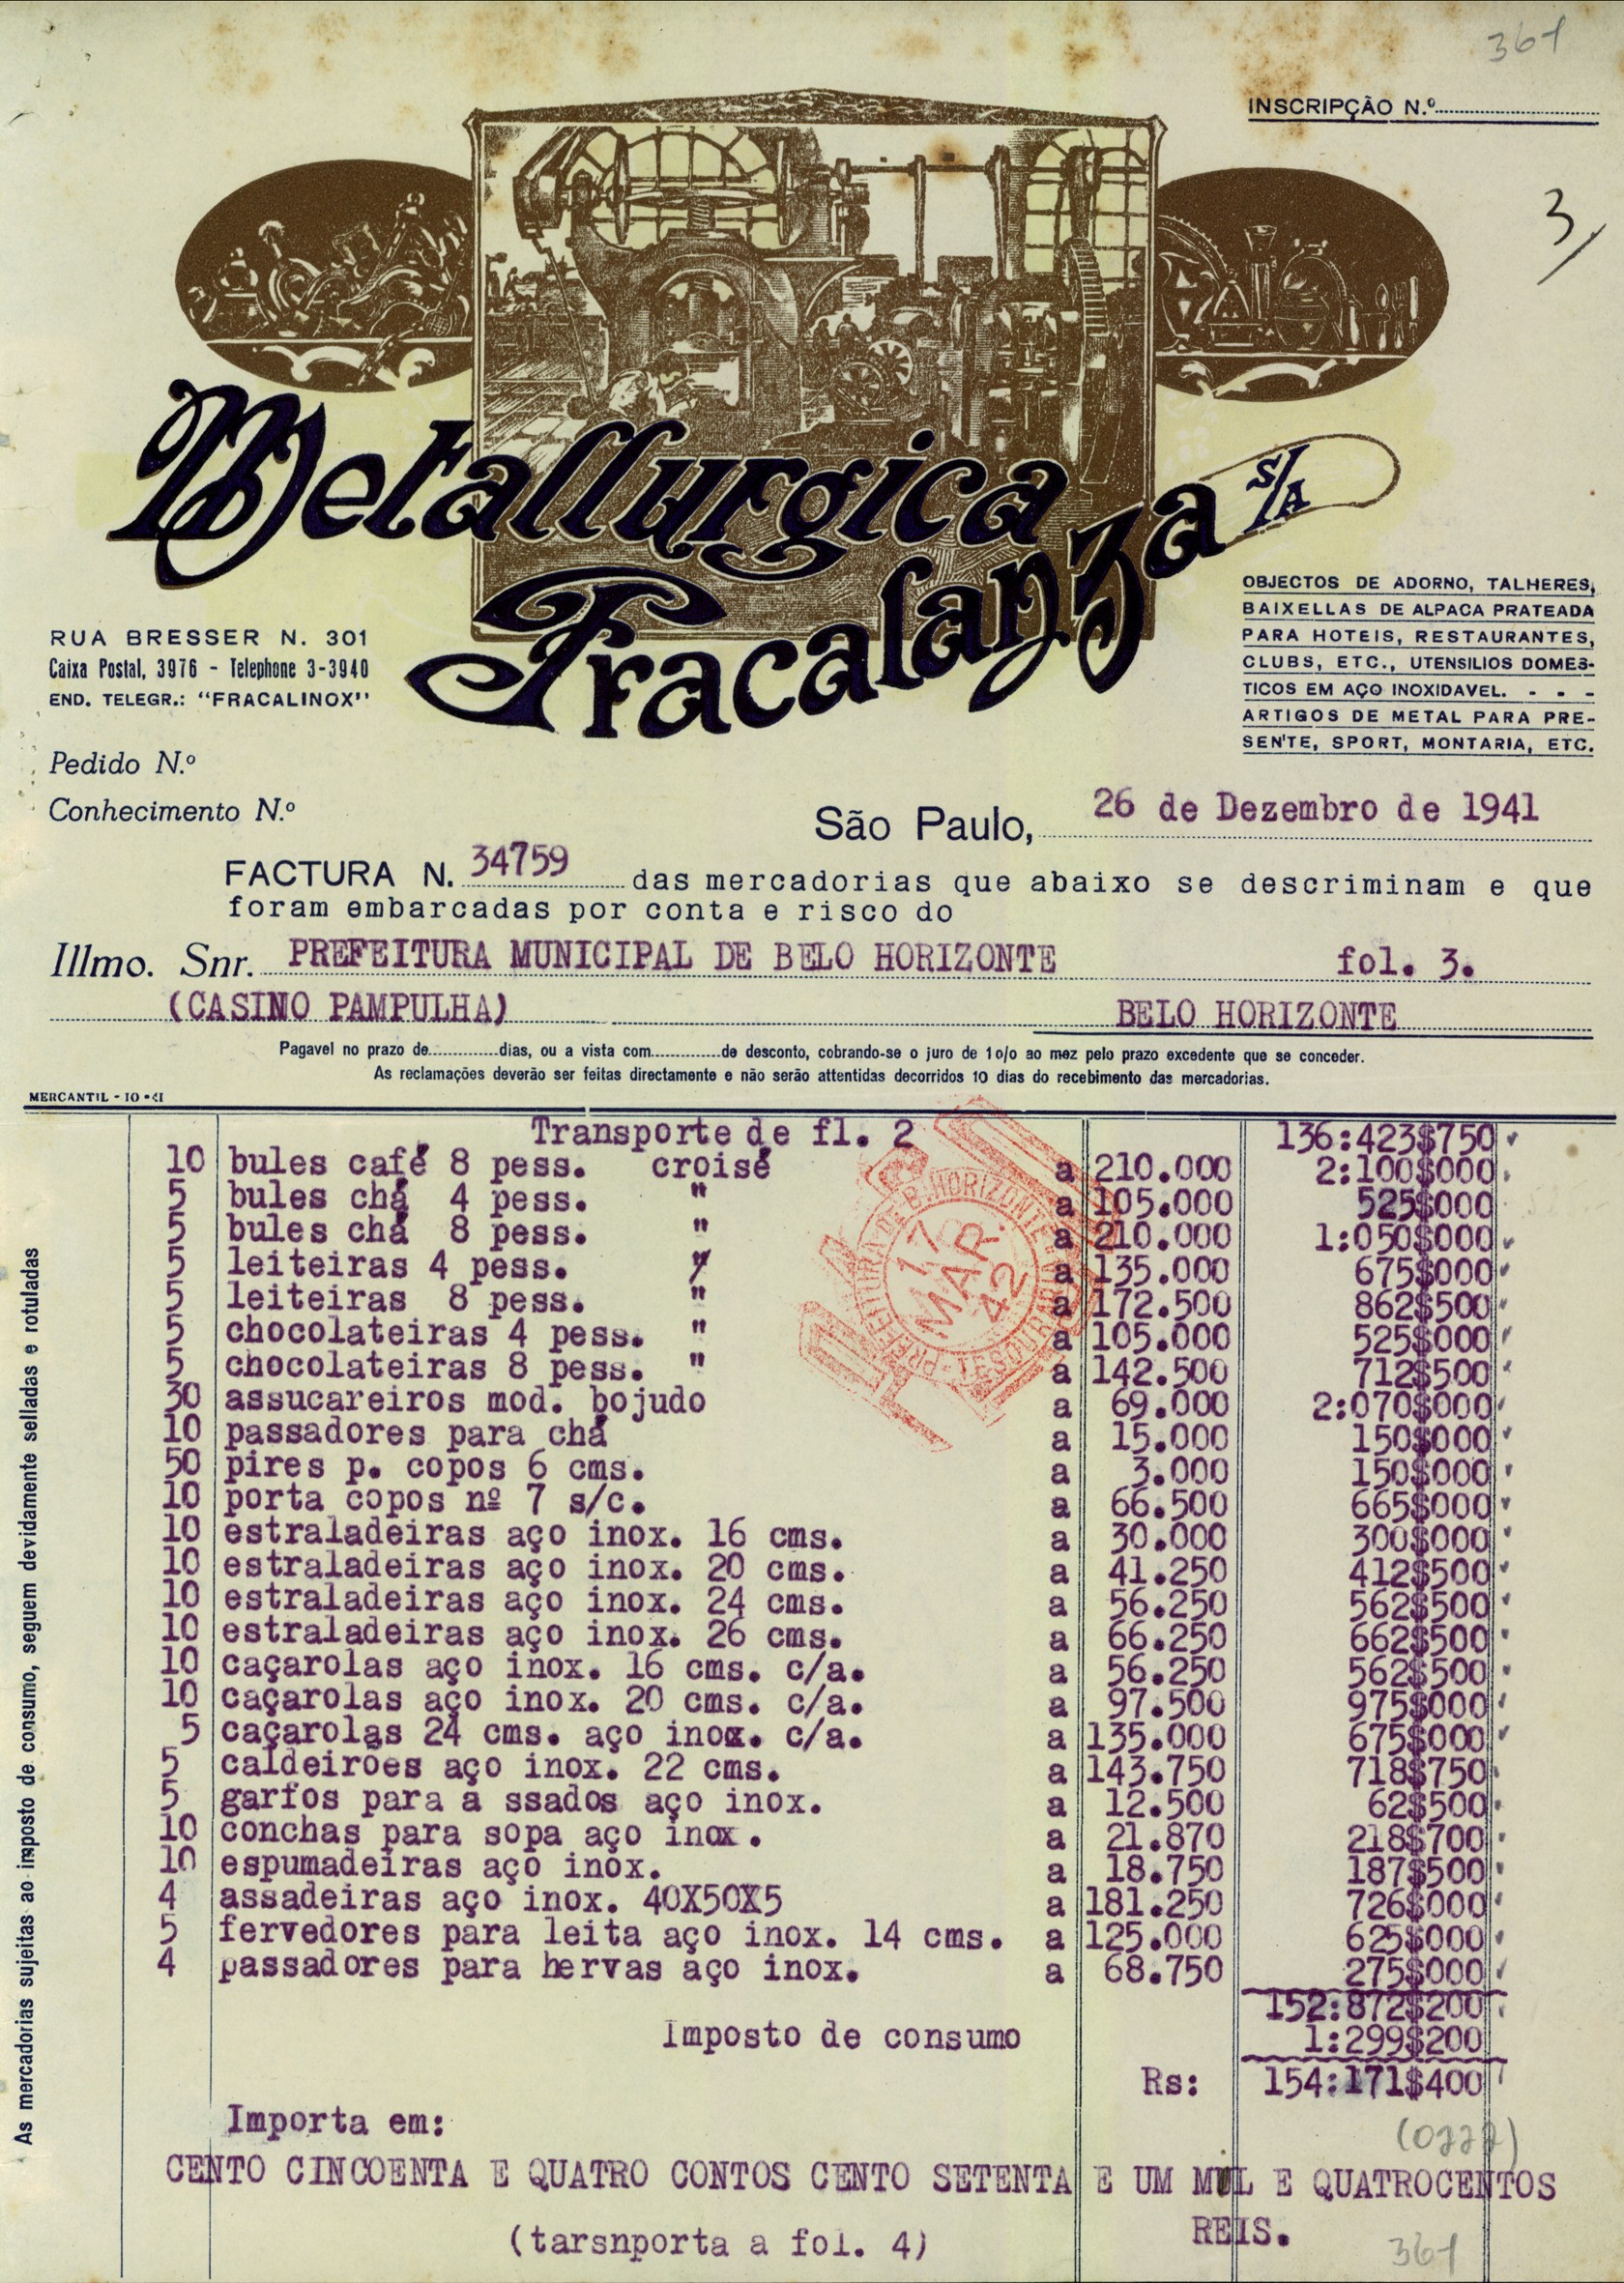 361
INSCRIPÇÃO N.º
3
Metallurgica
Fracalanza S/A
RUA BRESSER N. 301
Caixa Postal, 3976 - Telephone 3-3940
END. TELEGR.: "FRACALINOX"
OBJECTOS DE ADORNO, TALHERES,
BAIXELLAS DE ALPACA PRATEADA
PARA HOTEIS, RESTAURANTES,
CLUBS, ETC., UTENSILIOS DOMES-
TICOS EM AÇO INOXIDAVEL. - - -
ARTIGOS DE METAL PARA PRE-
SENTE, SPORT, MONTARIA, ETC.
Pedido N.º
Conhecimento N.º
São Paulo, 26 de Dezembro de 1941
FACTURA N. 34759 das mercadorias que abaixo se descriminam e que
foram embarcadas por conta e risco do
Illmo. Snr. PREFEITURA MUNICIPAL DE BELO HORIZONTE fol. 3.
(CASINO PAMPULHA) BELO HORIZONTE
Pagavel no prazo de dias, ou a vista com de desconto, cobrando-se o juro de 1 o/o ao mez pelo prazo excedente que se conceder.
As reclamações deverão ser feitas directamente e não serão attentidas decorridos 10 dias do recebimento das mercadorias.
MERCANTIL - 10 - 41
Transporte de fl. 2 136:423$750
10 bules café 8 pess. croisé a 210.000 2:100$000
5 bules chá 4 pess. " a 105.000 525$000
5 bules chá 8 pess. " a 210.000 1:050$000
5 leiteiras 4 pess. " a 135.000 675$000
5 leiteiras 8 pess. " a 172.500 862$500
5 chocolateiras 4 pess. " a 105.000 525$000
5 chocolateiras 8 pess. " a 142.500 712$500
30 assucareiros mod. bojudo a 69.000 2:070$000
10 passadores para chá a 15.000 150$000
50 pires p. copos 6 cms. a 3.000 150$000
10 porta copos nº 7 s/c. a 66.500 665$000
10 estraladeiras aço inox. 16 cms. a 30.000 300$000
10 estraladeiras aço inox. 20 cms. a 41.250 412$500
10 estraladeiras aço inox. 24 cms. a 56.250 562$500
10 estraladeiras aço inox. 26 cms. a 66.250 662$500
10 caçarolas aço inox. 16 cms. c/a. a 56.250 562$500
10 caçarolas aço inox. 20 cms. c/a. a 97.500 975$000
5 caçarolas 24 cms. aço inox. c/a. a 135.000 675$000
5 caldeirões aço inox. 22 cms. a 143.750 718$750
5 garfos para a ssados aço inox. a 12.500 62$500
10 conchas para sopa aço inox. a 21.870 218$700
10 espumadeiras aço inox. a 18.750 187$500
4 assadeiras aço inox. 40X50X5 a 181.250 726$000
5 fervedores para leita aço inox. 14 cms. a 125.000 625$000
4 passadores para hervas aço inox. a 68.750 275$000
152:872$200
Imposto de consumo 1:299$200
Rs: 154:171$400
Importa em:
CENTO CINCOENTA E QUATRO CONTOS CENTO SETENTA E UM MIL E QUATROCENTOS
REIS.
(tarsnporta a fol. 4)
361
As mercadorias sujeitas ao imposto de consumo, seguem devidamente selladas e rotuladas
PREFEITURA DE B. HORIZONTE
17 MAR. 42